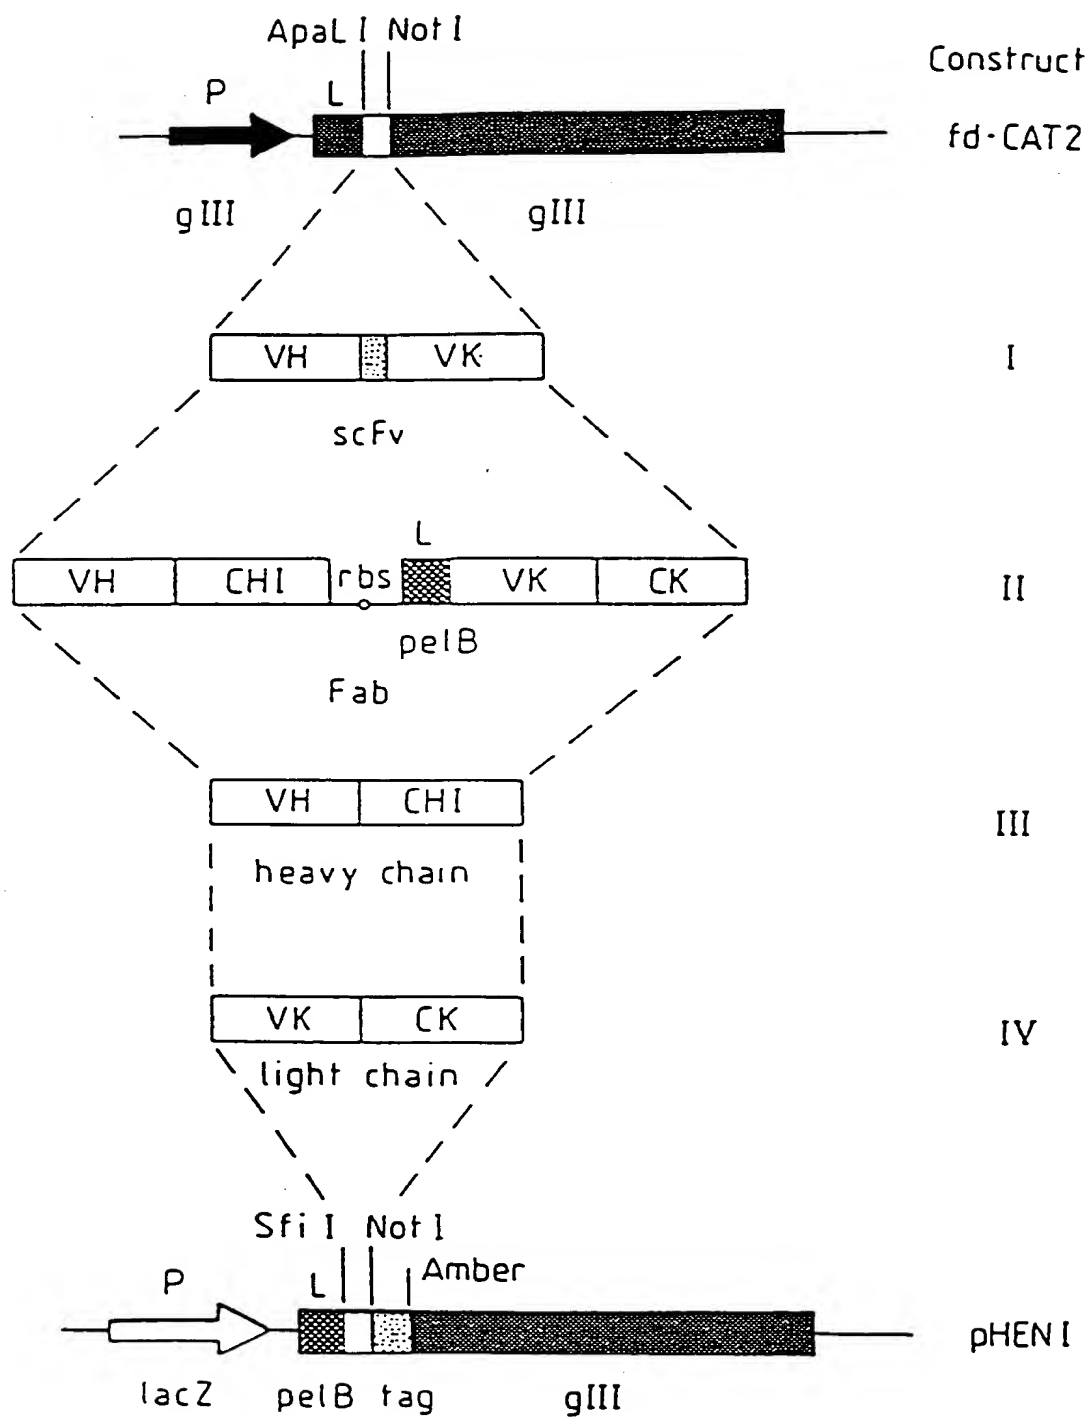 ApaL I Not I
Construct
P
L
fd-CAT2
gIII
gIII
VH
VK
I
scFv
L
VH
CHI
rbs
VK
CK
II
pelB
Fab
VH
CHI
III
heavy chain
VK
CK
IV
light chain
Sfi I Not I
Amber
P
L
pHEN I
lacZ
pelB
tag
gIII